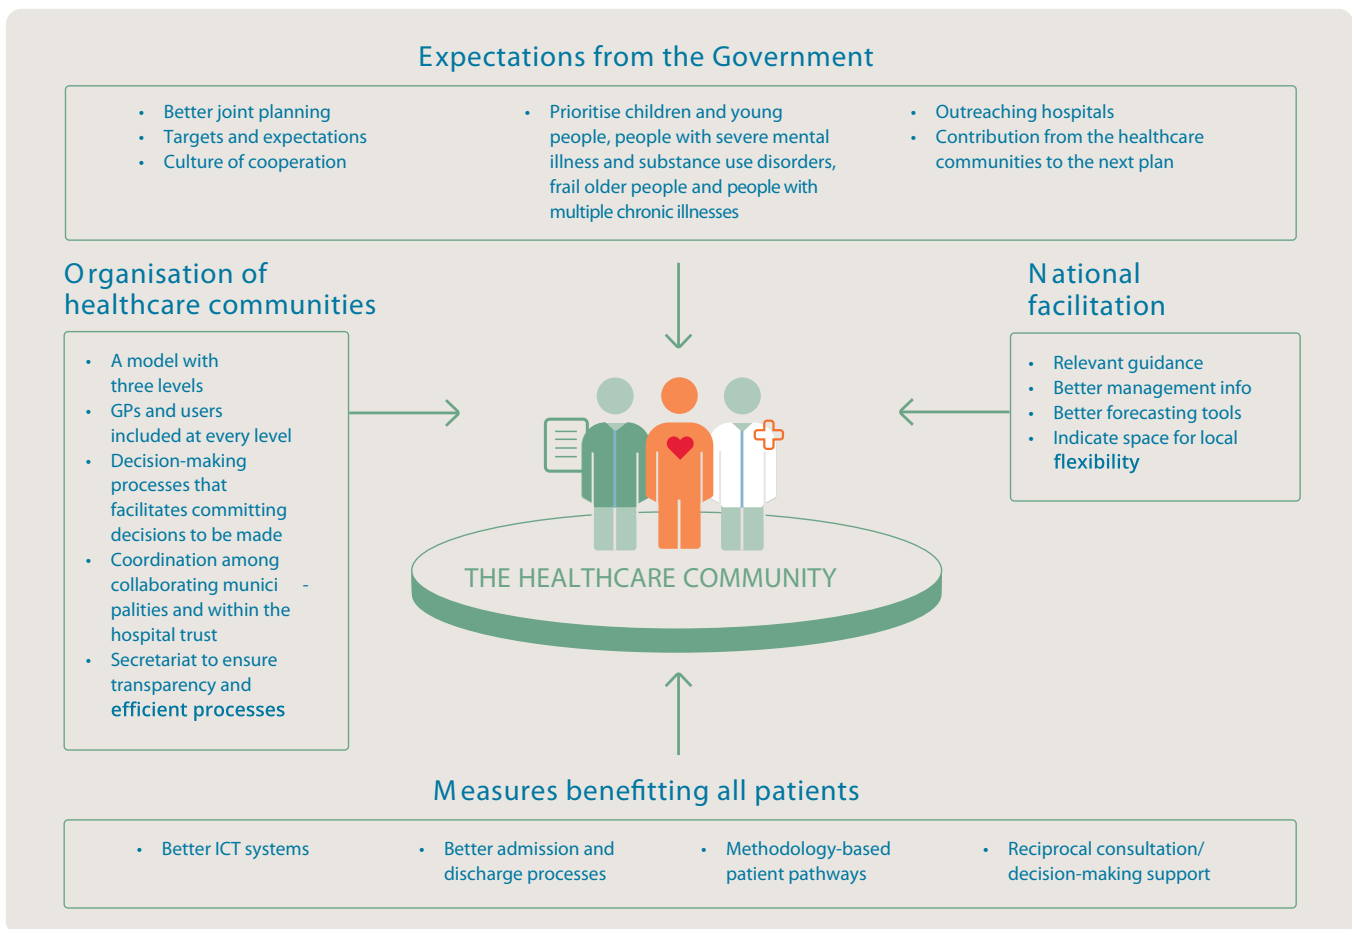 Expectations from the Government
• Better joint planning
• Targets and expectations
• Culture of cooperation
• Prioritise children and young
people, people with severe mental
illness and substance use disorders,
frail older people and people with
multiple chronic illnesses
• Outreaching hospitals
• Contribution from the healthcare
communities to the next plan
Organisation of
healthcare communities
• A model with
three levels
• GPs and users
included at every level
• Decision-making
processes that
facilitates committing
decisions to be made
• Coordination among
collaborating munici -
palities and within the
hospital trust
• Secretariat to ensure
transparency and
efficient processes
National
facilitation
• Relevant guidance
• Better management info
• Better forecasting tools
• Indicate space for local
flexibility
THE HEALTHCARE COMMUNITY
Measures benefitting all patients
• Better ICT systems
• Better admission and
discharge processes
• Methodology-based
patient pathways
• Reciprocal consultation/
decision-making support